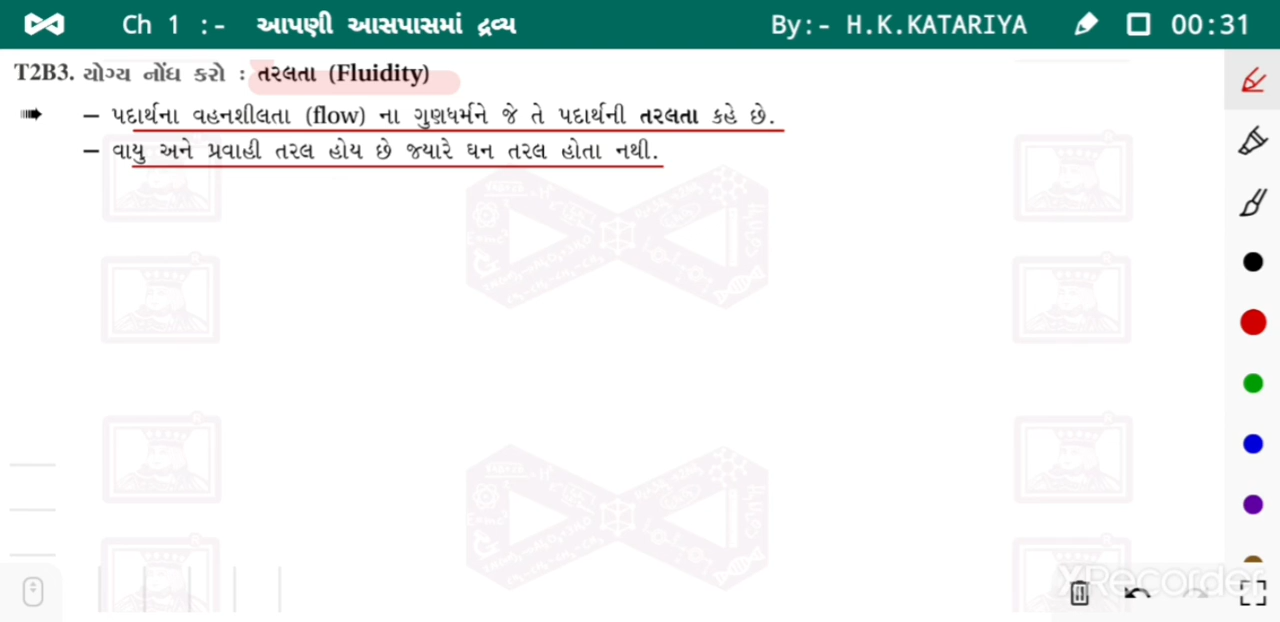 Ch 1 :- આપણી આસપાસમાં દ્રવ્ય By:- H.K.KATARIYA 00:31
T2B3. યોગ્ય નોંધ કરો : તરલતા (Fluidity)
➠ – પદાર્થના વહનશીલતા (flow) ના ગુણધર્મને જે તે પદાર્થની તરલતા કહે છે.
– વાયુ અને પ્રવાહી તરલ હોય છે જ્યારે ઘન તરલ હોતા નથી.
XRecorder